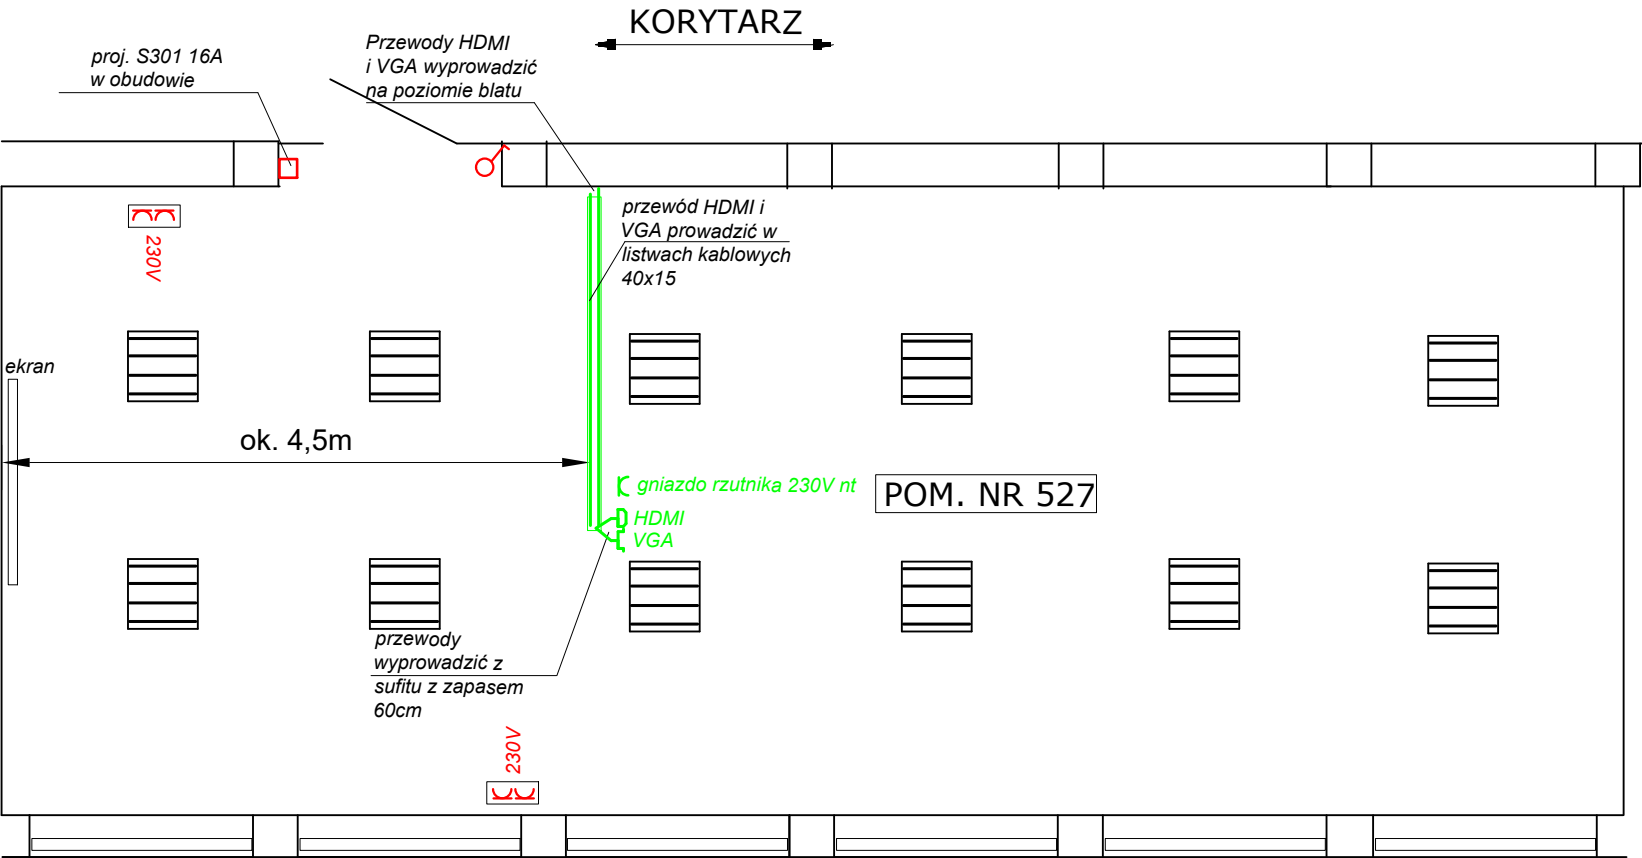 KORYTARZ
proj. S301 16A
w obudowie
Przewody HDMI
i VGA wyprowadzić
na poziomie blatu
230V
przewód HDMI i
VGA prowadzić w
listwach kablowych
40x15
ekran
ok. 4,5m
gniazdo rzutnika 230V nt
POM. NR 527
HDMI
VGA
przewody
wyprowadzić z
sufitu z zapasem
60cm
230V